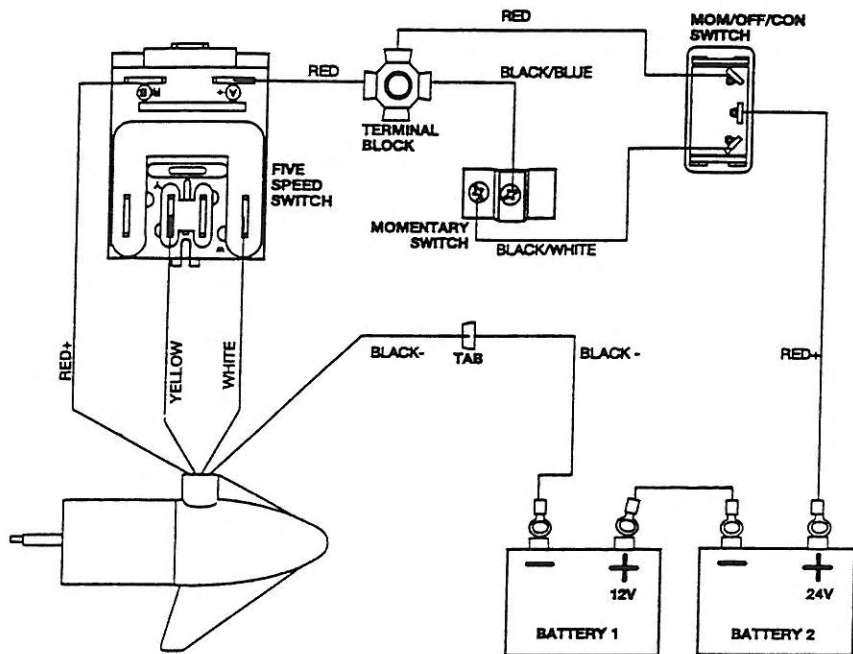 RED
MOM/OFF/CON
SWITCH
RED
BLACK/BLUE
R
A+
TERMINAL
BLOCK
FIVE
SPEED
SWITCH
MOMENTARY
SWITCH
BLACK/WHITE
RED+
YELLOW
WHITE
BLACK-
TAB
BLACK -
RED+
− +
12V
BATTERY 1
− +
24V
BATTERY 2